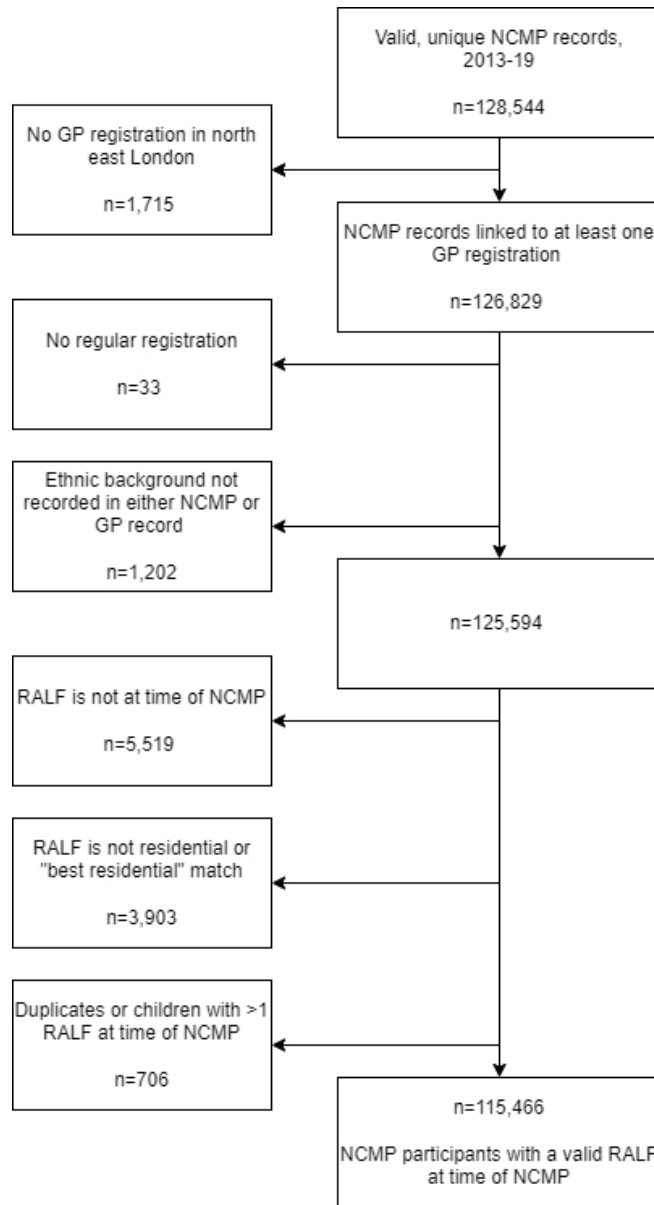 Valid, unique NCMP records,
2013-19
n=128,544
No GP registration in north
east London
n=1,715
NCMP records linked to at least one
GP registration
n=126,829
No regular registration
n=33
Ethnic background not
recorded in either NCMP or
GP record
n=1,202
n=125,594
RALF is not at time of NCMP
n=5,519
RALF is not residential or
"best residential" match
n=3,903
Duplicates or children with >1
RALF at time of NCMP
n=706
n=115,466
NCMP participants with a valid RALF
at time of NCMP